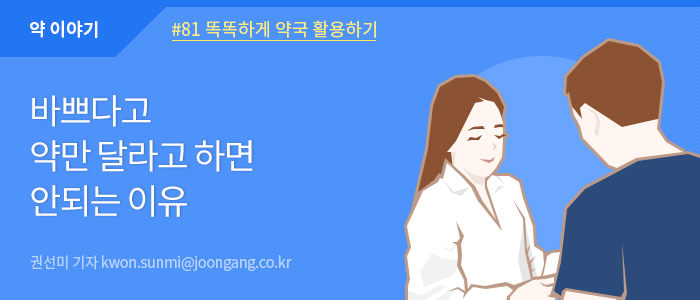 약 이야기
#81 똑똑하게 약국 활용하기
바쁘다고
약만 달라고 하면
안되는 이유
권선미 기자 kwon.sunmi@joongang.co.kr